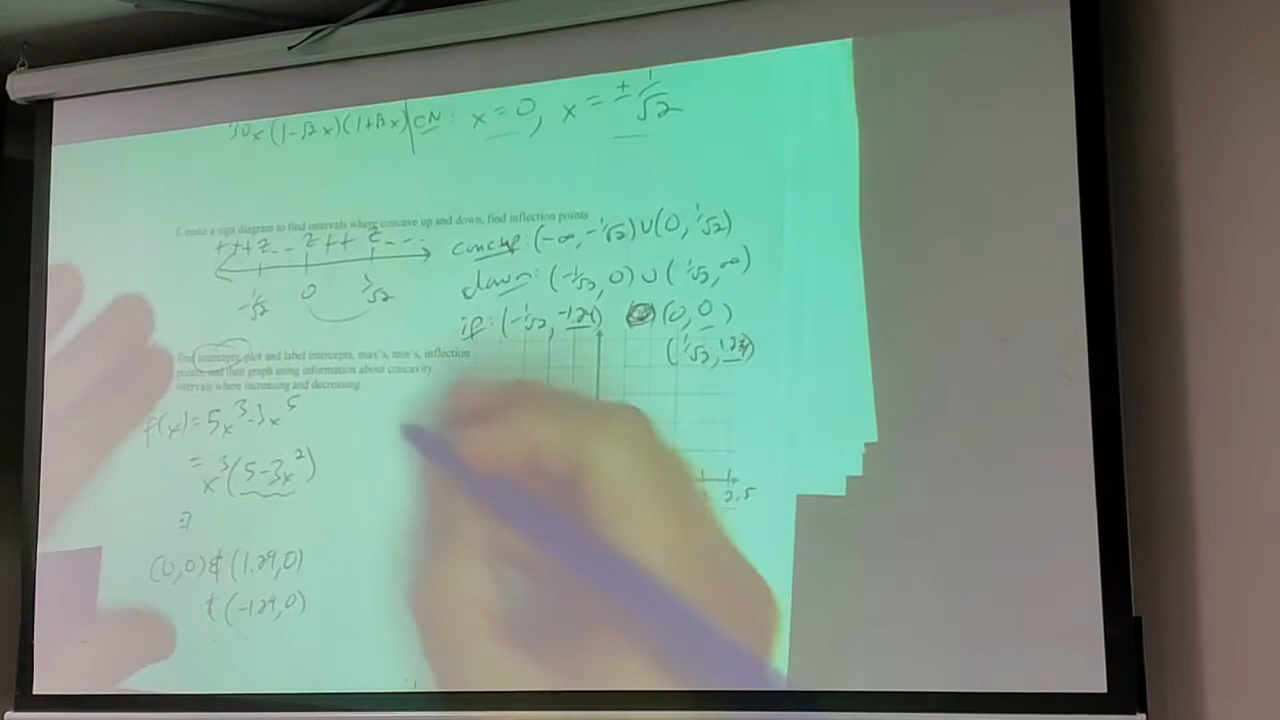 30x(1-√2x)(1+√2x) CN: x=0, x=±1/√2
f. make a sign diagram to find intervals where concave up and down, find inflection points
+++z--z++z--- conc up: (-∞,-1/√2)∪(0,1/√2)
-1/√2 0 1/√2 down: (-1/√2,0)∪(1/√2,∞)
ip: (-1/√2,-1.24) (0,0)
(1/√2,1.24)
find intercepts, plot and label intercepts, max's, min's, inflection
points, and then graph using information about concavity
intervals where increasing and decreasing
f(x)=5x³-3x⁵
=x³(5-3x²)
2.5
⇒
(0,0) & (1.29,0)
& (-1.29,0)